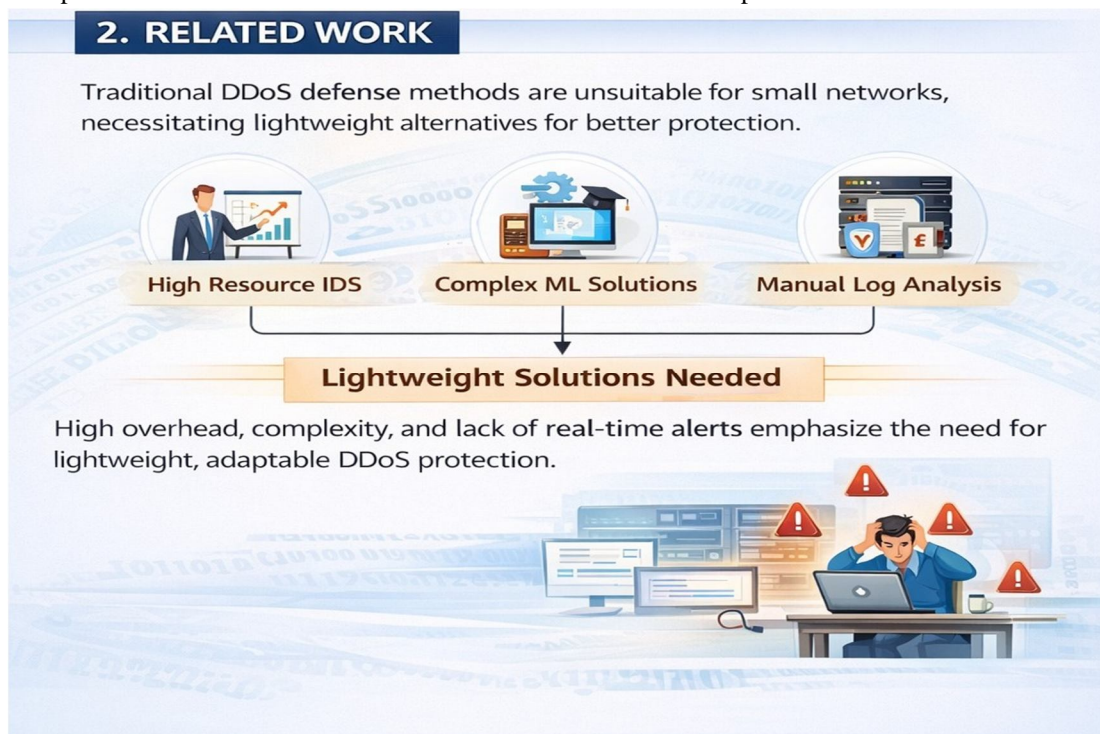 2. RELATED WORK
Traditional DDoS defense methods are unsuitable for small networks,
necessitating lightweight alternatives for better protection.
High Resource IDS
Complex ML Solutions
Manual Log Analysis
Lightweight Solutions Needed
High overhead, complexity, and lack of real-time alerts emphasize the need for
lightweight, adaptable DDoS protection.